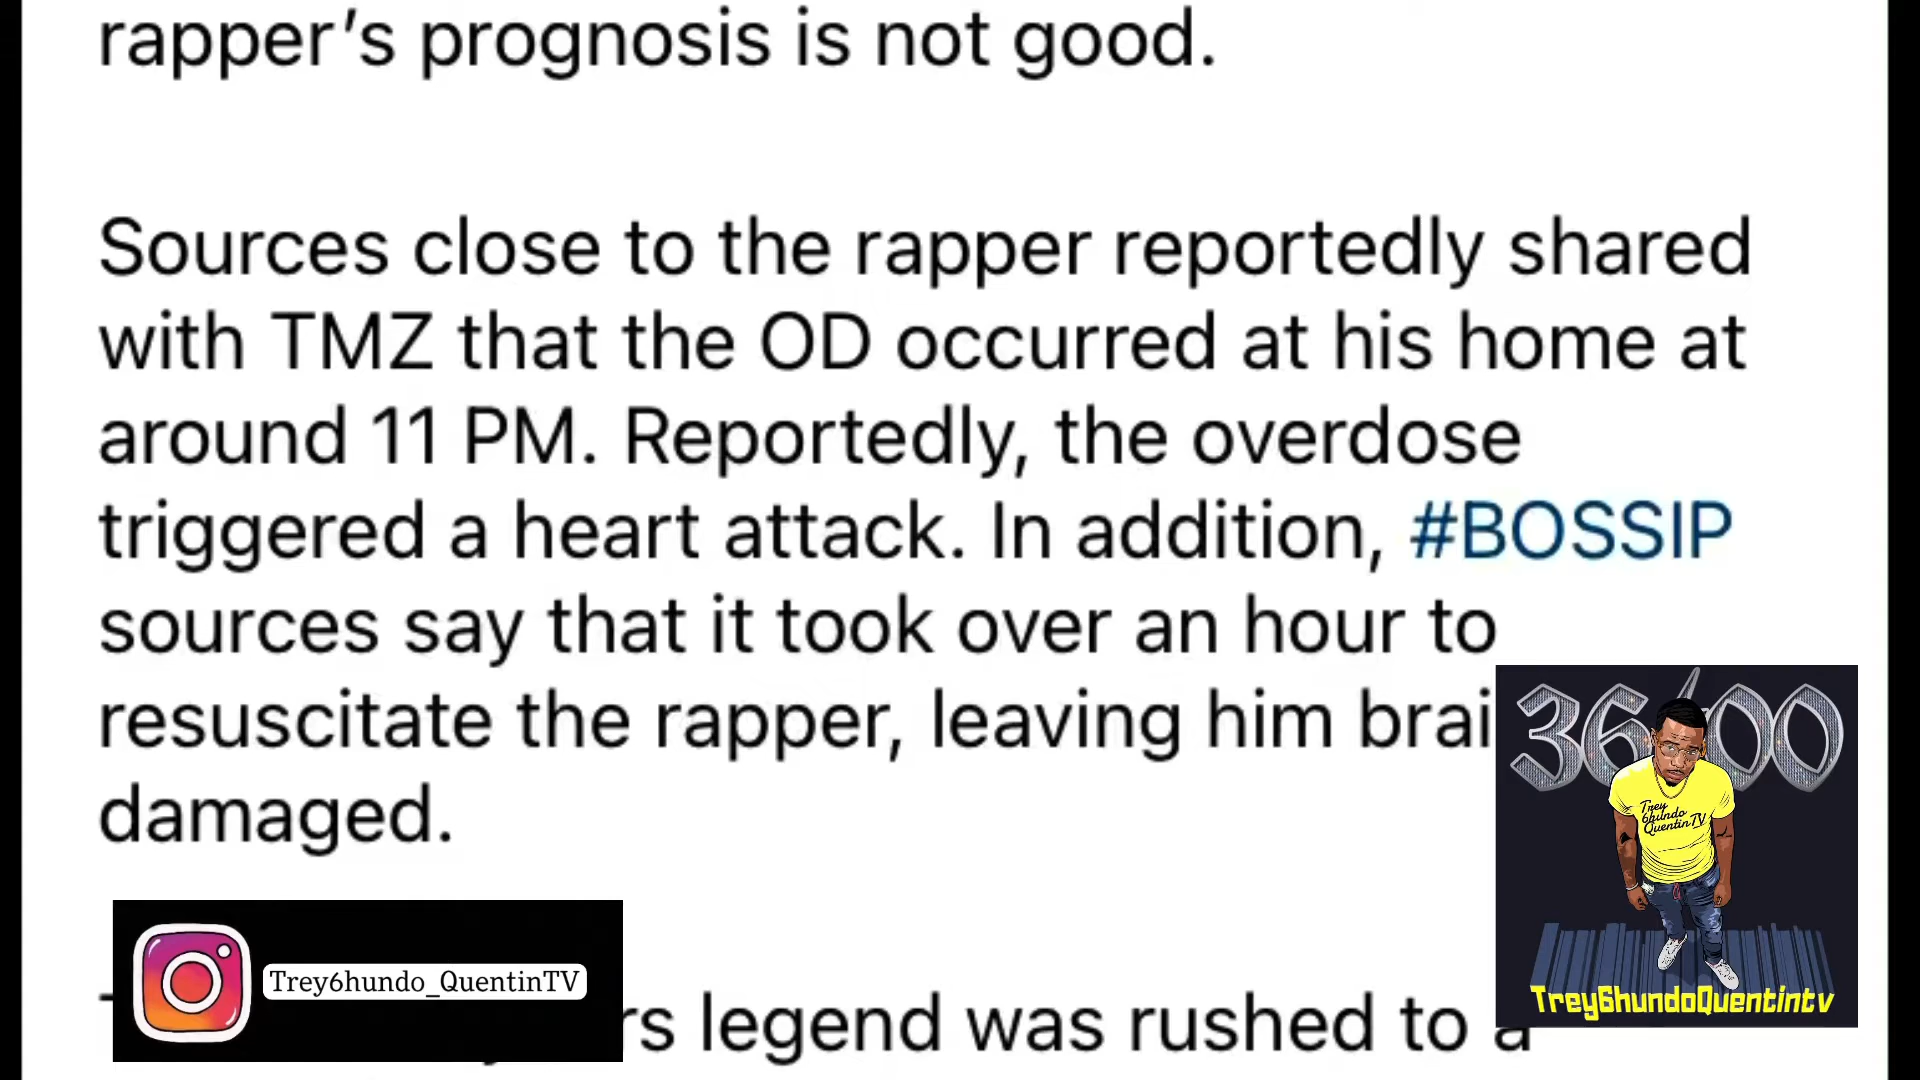 rapper's prognosis is not good.
Sources close to the rapper reportedly shared
with TMZ that the OD occurred at his home at
around 11 PM. Reportedly, the overdose
triggered a heart attack. In addition, #BOSSIP
sources say that it took over an hour to
resuscitate the rapper, leaving him brai
damaged.
rs legend was rushed to a
Trey6hundo_QuentinTV
3600
Trey
6hundo
QuentinTV
Trey6hundoQuentintv